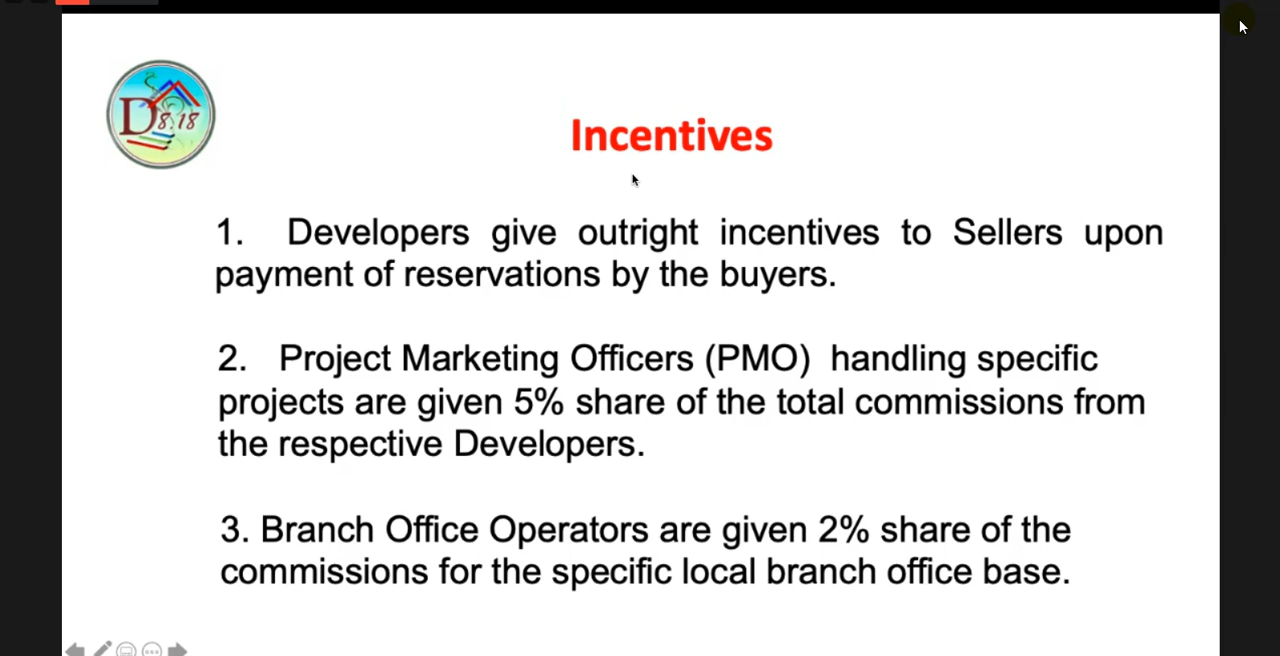 D8.18
Incentives
1. Developers give outright incentives to Sellers upon
payment of reservations by the buyers.
2. Project Marketing Officers (PMO) handling specific
projects are given 5% share of the total commissions from
the respective Developers.
3. Branch Office Operators are given 2% share of the
commissions for the specific local branch office base.